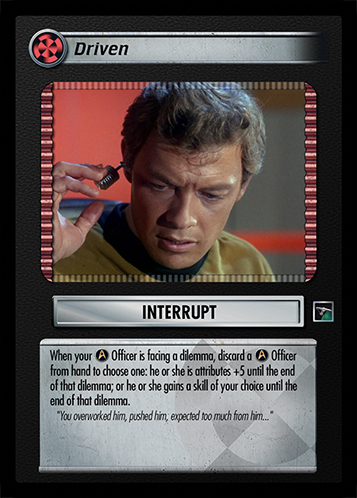 Driven
INTERRUPT
When your Officer is facing a dilemma, discard a Officer
from hand to choose one: he or she is attributes +5 until the end
of that dilemma; or he or she gains a skill of your choice until the
end of that dilemma.
"You overworked him, pushed him, expected too much from him..."